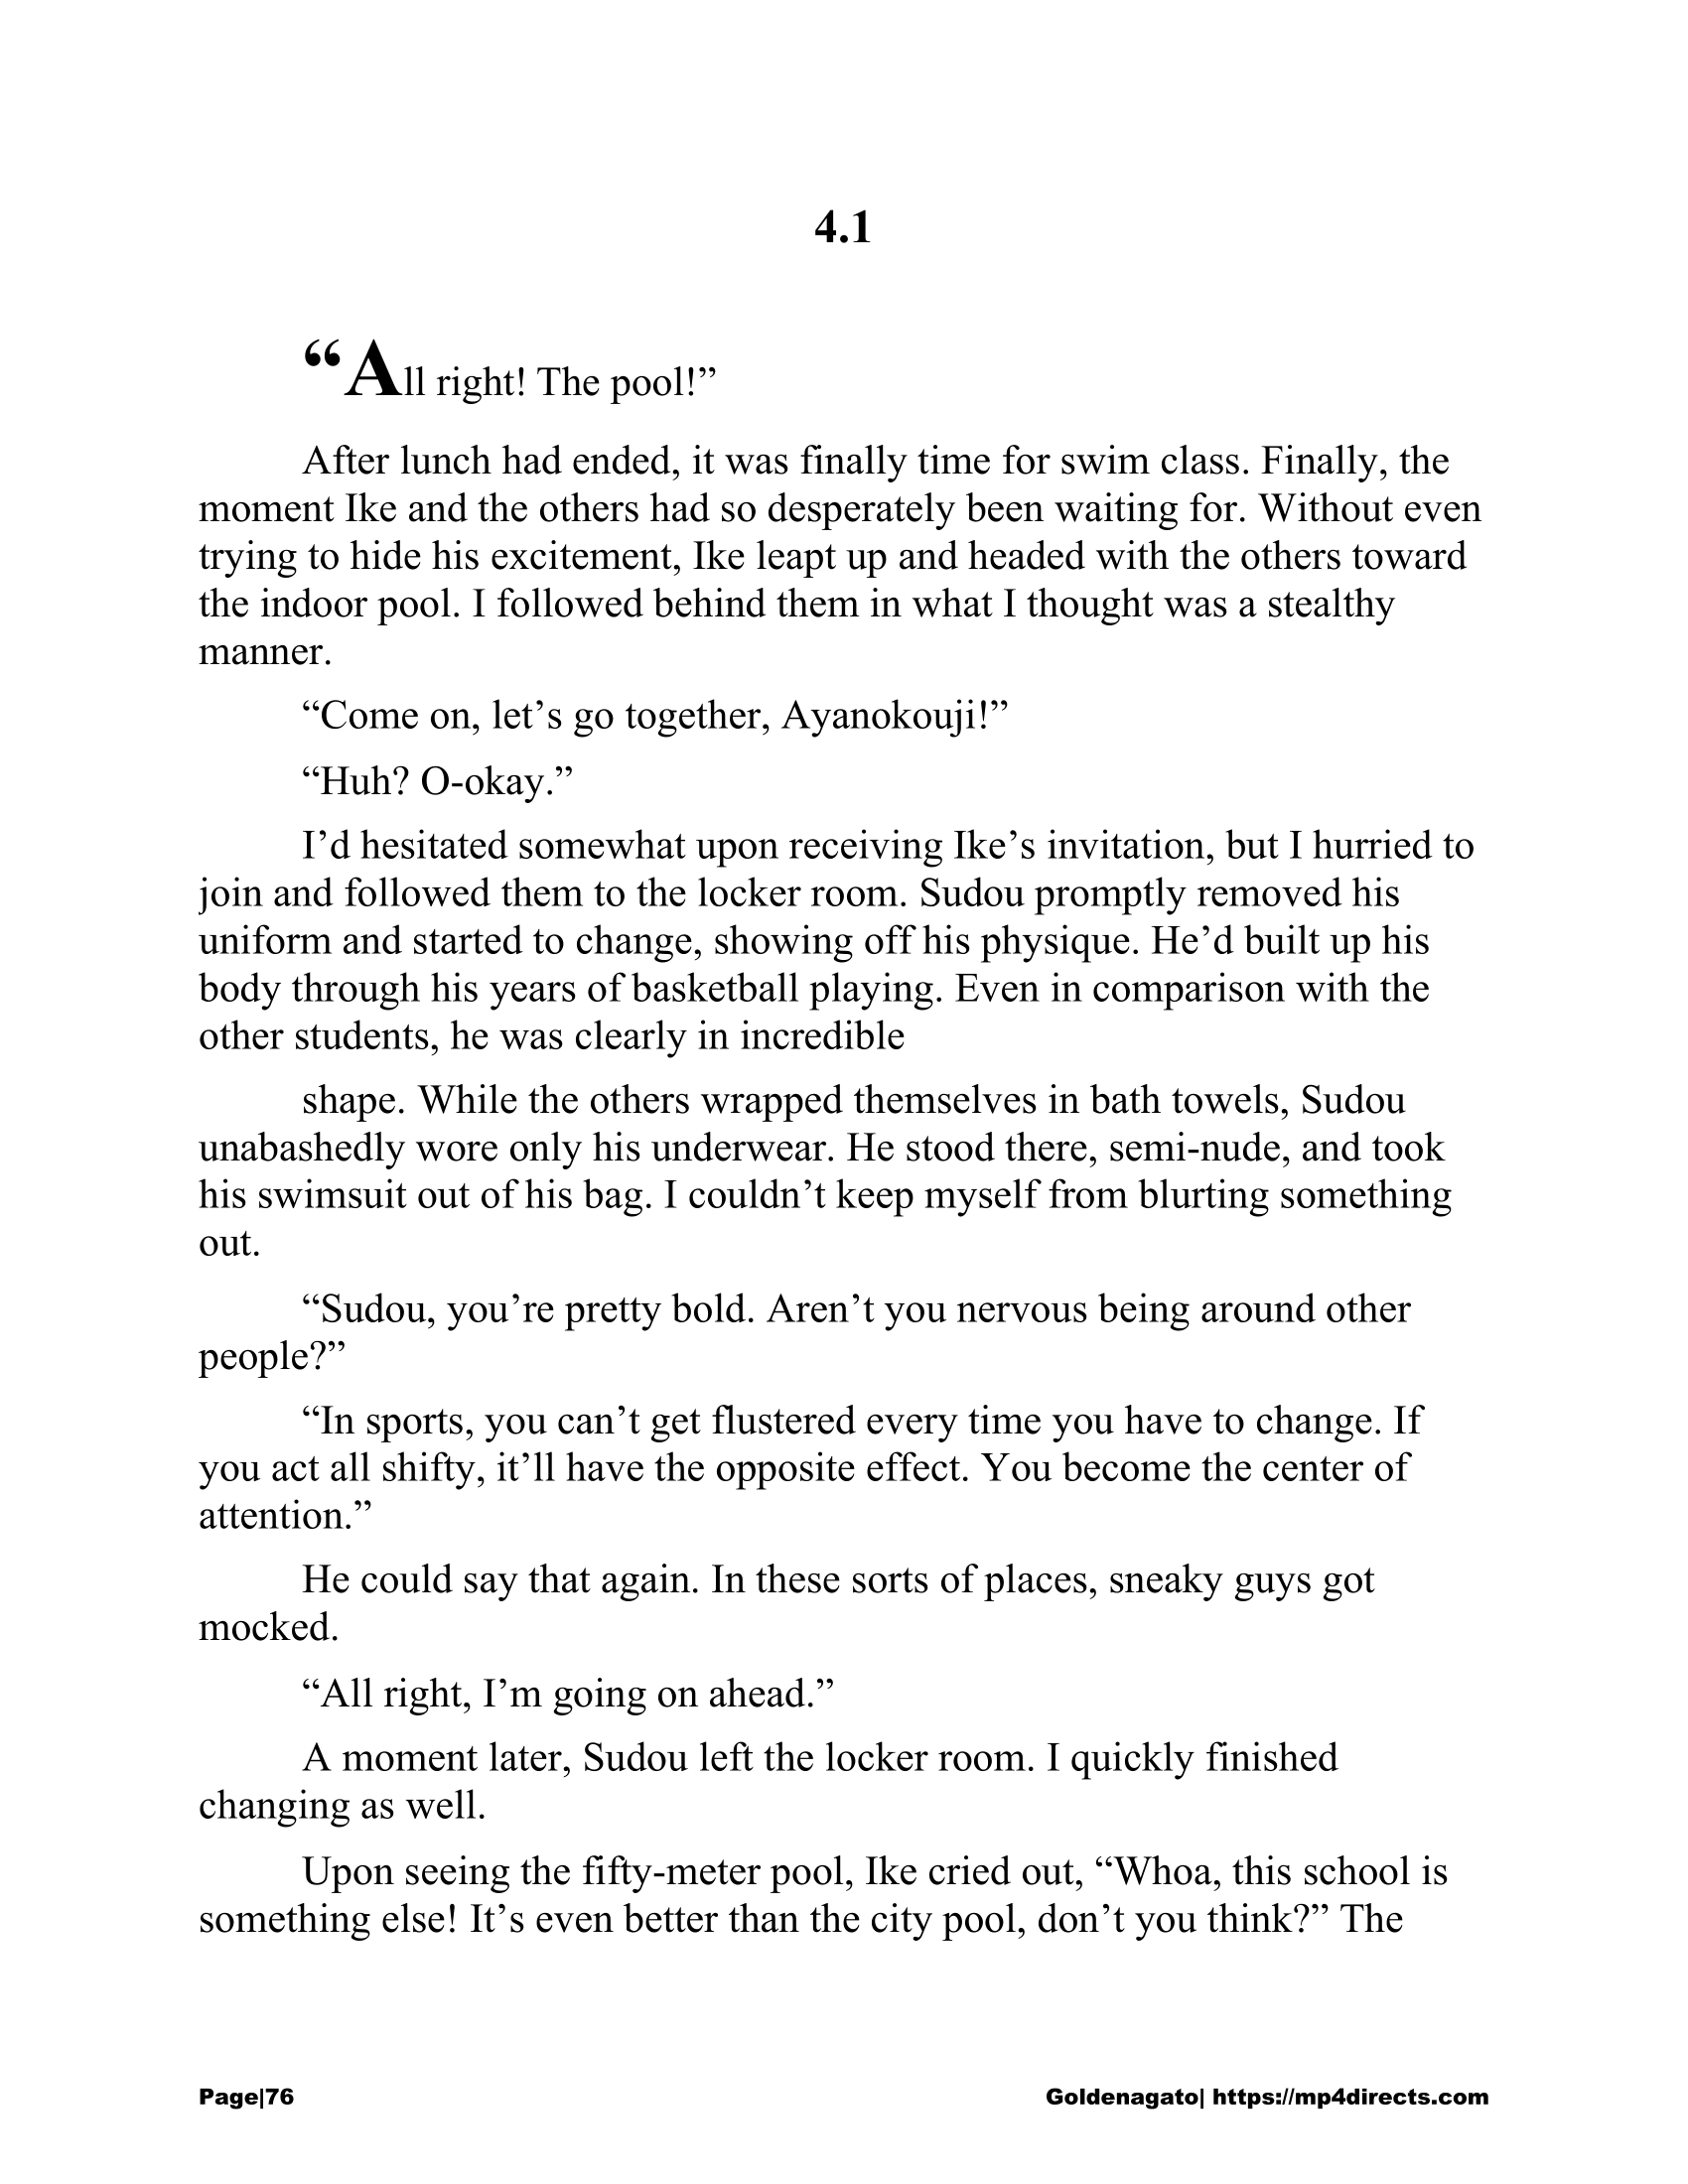 4.1
“All right! The pool!”
After lunch had ended, it was finally time for swim class. Finally, the
moment Ike and the others had so desperately been waiting for. Without even
trying to hide his excitement, Ike leapt up and headed with the others toward
the indoor pool. I followed behind them in what I thought was a stealthy
manner.
“Come on, let’s go together, Ayanokouji!”
“Huh? O-okay.”
I’d hesitated somewhat upon receiving Ike’s invitation, but I hurried to
join and followed them to the locker room. Sudou promptly removed his
uniform and started to change, showing off his physique. He’d built up his
body through his years of basketball playing. Even in comparison with the
other students, he was clearly in incredible
shape. While the others wrapped themselves in bath towels, Sudou
unabashedly wore only his underwear. He stood there, semi-nude, and took
his swimsuit out of his bag. I couldn’t keep myself from blurting something
out.
“Sudou, you’re pretty bold. Aren’t you nervous being around other
people?”
“In sports, you can’t get flustered every time you have to change. If
you act all shifty, it’ll have the opposite effect. You become the center of
attention.”
He could say that again. In these sorts of places, sneaky guys got
mocked.
“All right, I’m going on ahead.”
A moment later, Sudou left the locker room. I quickly finished
changing as well.
Upon seeing the fifty-meter pool, Ike cried out, “Whoa, this school is
something else! It’s even better than the city pool, don’t you think?” The
Page|76
Goldenagato| https://mp4directs.com